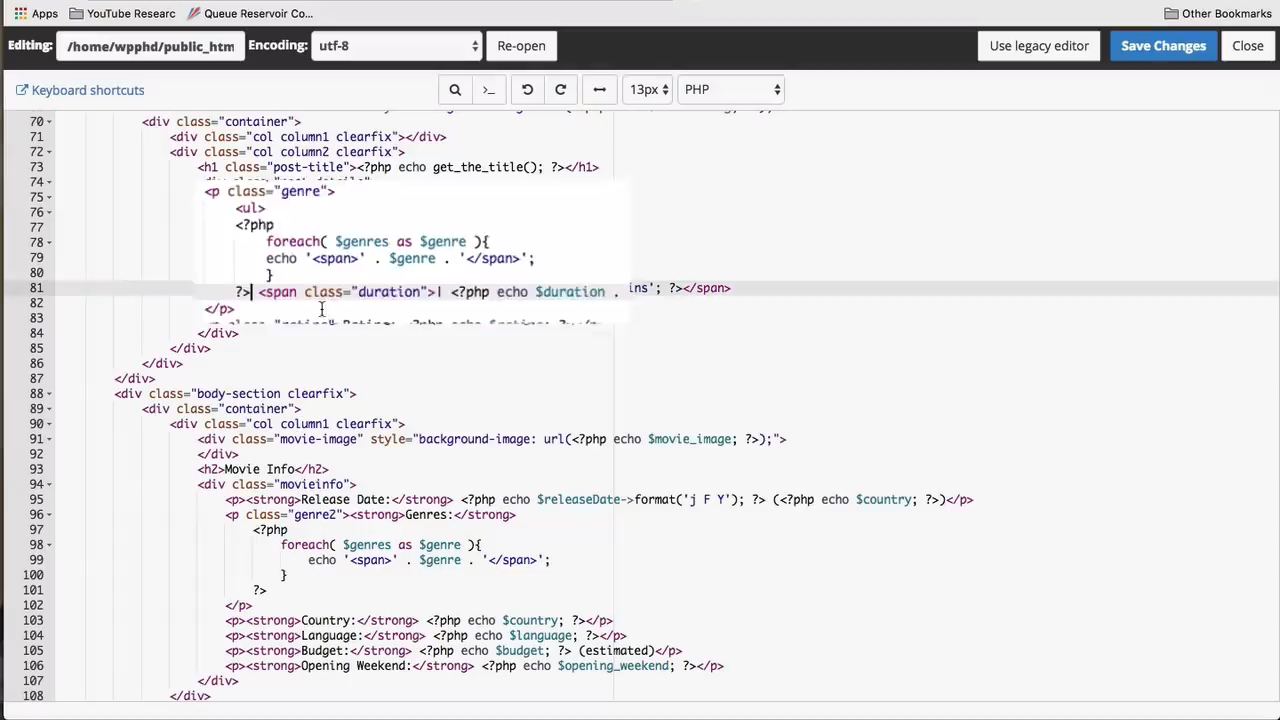 Apps YouTube Researc Queue Reservoir Co... Other Bookmarks
Editing: /home/wpphd/public_htm Encoding: utf-8 Re-open Use legacy editor Save Changes Close
Keyboard shortcuts >_ 13px PHP
70 <div class="container">
71 <div class="col column1 clearfix"></div>
72 <div class="col column2 clearfix">
73 <h1 class="post-title"><?php echo get_the_title(); ?></h1>
74
75 <p class="genre">
76 <ul>
77 <?php
78 foreach( $genres as $genre ){
79 echo '<span>' . $genre . '</span>';
80 }
81 ?> <span class="duration">| <?php echo $duration . ins'; ?></span>
82 </p>
83
84 </div>
85 </div>
86 </div>
87 </div>
88 <div class="body-section clearfix">
89 <div class="container">
90 <div class="col column1 clearfix">
91 <div class="movie-image" style="background-image: url(<?php echo $movie_image; ?>);">
92 </div>
93 <h2>Movie Info</h2>
94 <div class="movieinfo">
95 <p><strong>Release Date:</strong> <?php echo $releaseDate->format('j F Y'); ?> (<?php echo $country; ?>)</p>
96 <p class="genre2"><strong>Genres:</strong>
97 <?php
98 foreach( $genres as $genre ){
99 echo '<span>' . $genre . '</span>';
100 }
101 ?>
102 </p>
103 <p><strong>Country:</strong> <?php echo $country; ?></p>
104 <p><strong>Language:</strong> <?php echo $language; ?></p>
105 <p><strong>Budget:</strong> <?php echo $budget; ?> (estimated)</p>
106 <p><strong>Opening Weekend:</strong> <?php echo $opening_weekend; ?></p>
107 </div>
108 </div>